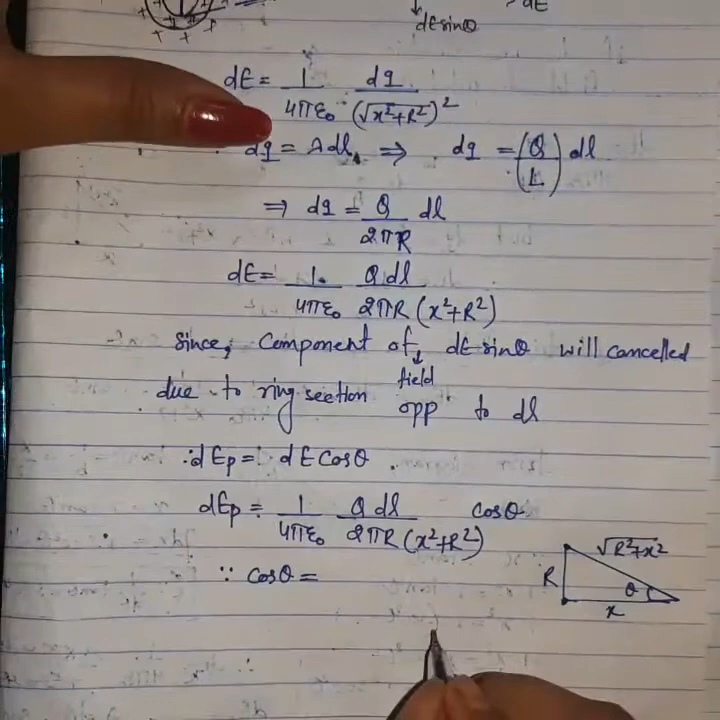 dE
dE sinθ
dE = 1/4πε₀ dq/(√x²+R²)²
dq = λdl, ⇒ dq = (Q/L) dl
⇒ dq = Q/2πR dl
dE = 1/4πε₀ Q dl/2πR (x²+R²)
Since, Component of dE sinθ will cancelled
field
due to ring section opp to dl
∴ dEp = dE Cosθ
dEp = 1/4πε₀ Q dl/2πR (x²+R²) cosθ
√R²+x²
R
θ
x
∵ cosθ =